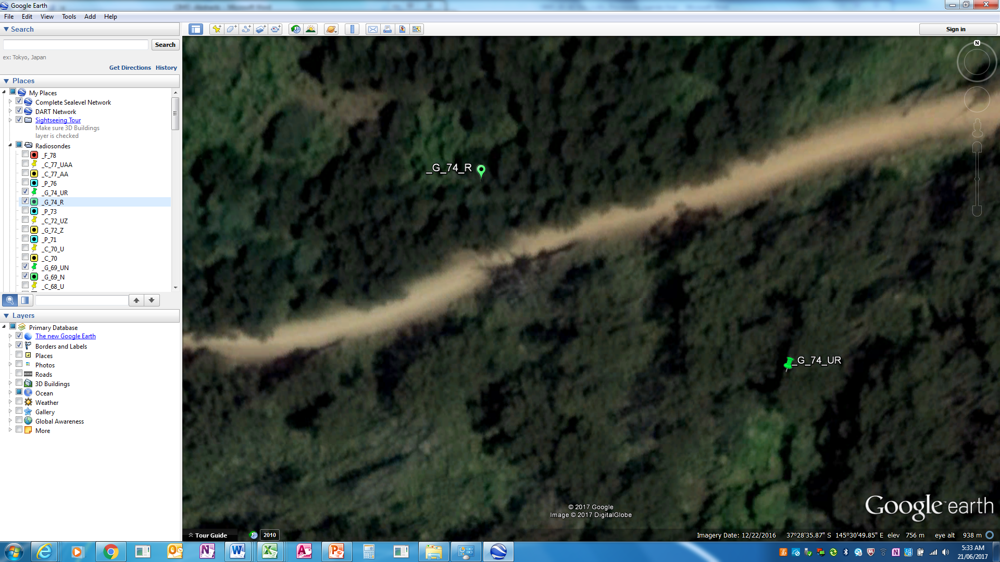 Google Earth
File Edit View Tools Add Help
Search
Sign in
Search
ex: Tokyo, Japan
Get Directions History
N
Places
My Places
Complete Sealevel Network
DART Network
Sightseeing Tour
Make sure 3D Buildings
layer is checked
Radiosondes
_F_78
_C_77_UAA
_C_77_AA
_P_76
_G_74_UR
_G_74_R
_P_73
_C_72_UZ
_G_72_Z
_P_71
_C_70_U
_C_70
_G_69_UN
_G_69_N
_C_68_U
Layers
Primary Database
The new Google Earth
Borders and Labels
Places
Photos
Roads
3D Buildings
Ocean
Weather
Gallery
Global Awareness
More
_G_74_R
_G_74_UR
© 2017 Google
Image © 2017 DigitalGlobe
Google earth
Tour Guide 2010
Imagery Date: 12/22/2016 37°28'35.87" S 145°30'49.85" E elev 756 m eye alt 938 m
5:33 AM
21/06/2017